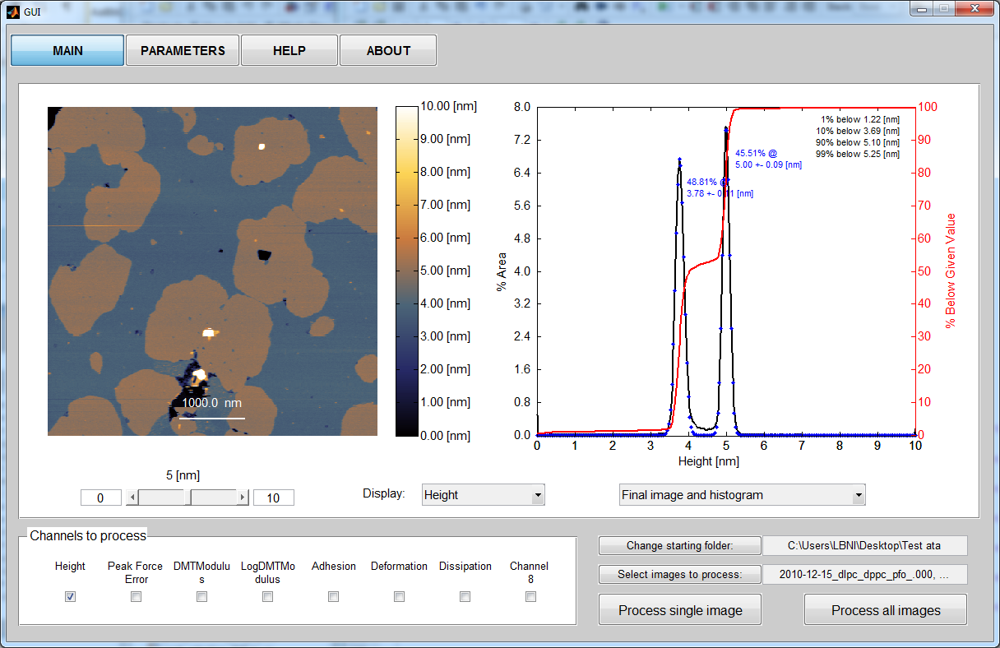 GUI
MAIN PARAMETERS HELP ABOUT
10.00 [nm]
9.00 [nm]
8.00 [nm]
7.00 [nm]
6.00 [nm]
5.00 [nm]
4.00 [nm]
3.00 [nm]
2.00 [nm]
1.00 [nm]
0.00 [nm]
1000.0 nm
8.0
7.2
6.4
5.6
4.8
4.0
3.2
2.4
1.6
0.8
0.0
% Area
0 1 2 3 4 5 6 7 8 9 10
Height [nm]
48.81% @
3.78 +- 0.11 [nm]
45.51% @
5.00 +- 0.09 [nm]
1% below 1.22 [nm]
10% below 3.69 [nm]
90% below 5.10 [nm]
99% below 5.25 [nm]
100
90
80
70
60
50
40
30
20
10
0
% Below Given Value
5 [nm]
0 10
Display: Height
Final image and histogram
Channels to process
Height
Peak Force
Error
DMTModulu
s
LogDMTMo
dulus
Adhesion
Deformation
Dissipation
Channel
8
Change starting folder: C:\Users\LBNI\Desktop\Test ata
Select images to process: 2010-12-15_dlpc_dppc_pfo_.000, ...
Process single image Process all images